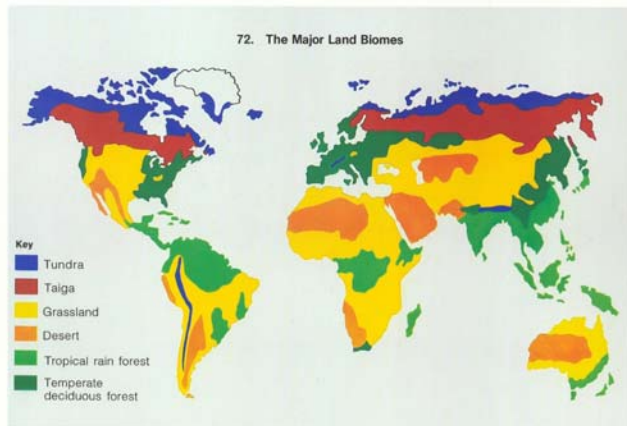 72. The Major Land Biomes
Key
Tundra
Taiga
Grassland
Desert
Tropical rain forest
Temperate
deciduous forest